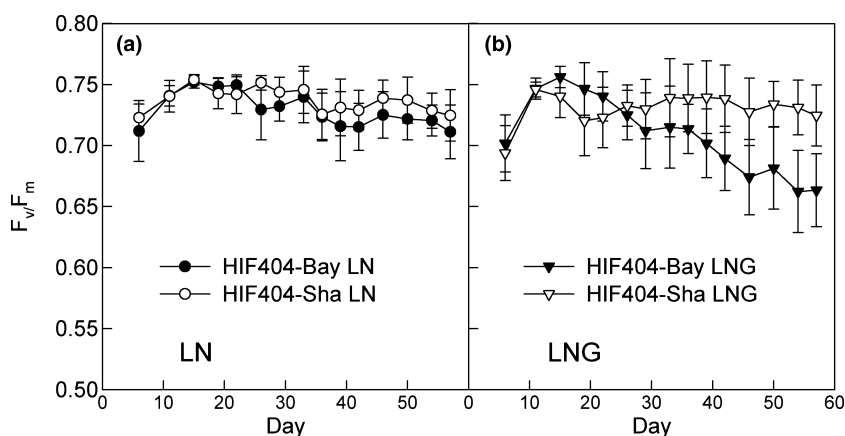 0.80
0.75
0.70
0.65
0.60
0.55
0.50
Fv/Fm
(a)
HIF404-Bay LN
HIF404-Sha LN
LN
0 10 20 30 40 50
Day
(b)
HIF404-Bay LNG
HIF404-Sha LNG
LNG
0 10 20 30 40 50 60
Day